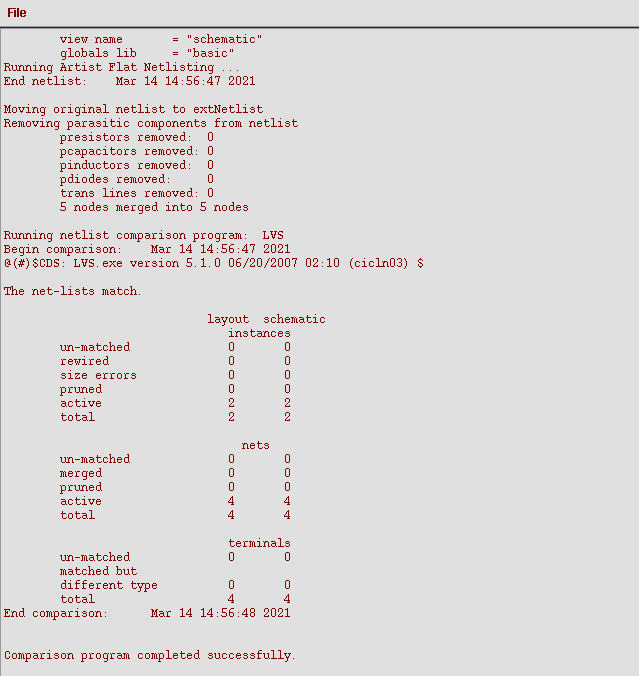 File
view name       = "schematic"
globals lib     = "basic"
Running Artist Flat Netlisting ...
End netlist:    Mar 14 14:56:47 2021
Moving original netlist to extNetlist
Removing parasitic components from netlist
presistors removed:  0
pcapacitors removed: 0
pinductors removed:  0
pdiodes removed:     0
trans lines removed: 0
5 nodes merged into 5 nodes
Running netlist comparison program:  LVS
Begin comparison:    Mar 14 14:56:47 2021
@(#)$CDS: LVS.exe version 5.1.0 06/20/2007 02:10 (cicln03) $
The net-lists match.
layout  schematic
instances
un-matched              0       0
rewired                 0       0
size errors             0       0
pruned                  0       0
active                  2       2
total                   2       2
nets
un-matched              0       0
merged                  0       0
pruned                  0       0
active                  4       4
total                   4       4
terminals
un-matched              0       0
matched but
different type          0       0
total                   4       4
End comparison:      Mar 14 14:56:48 2021
Comparison program completed successfully.